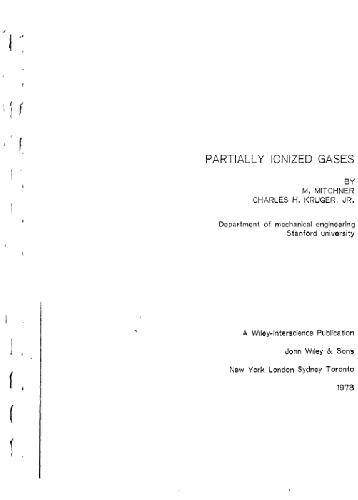 PARTIALLY IONIZED GASES
BY
M. MITCHNER
CHARLES H. KRUGER, JR.
Department of mechanical engineering
Stanford university
A Wiley-Interscience Publication
John Wiley & Sons
New York London Sydney Toronto
1973